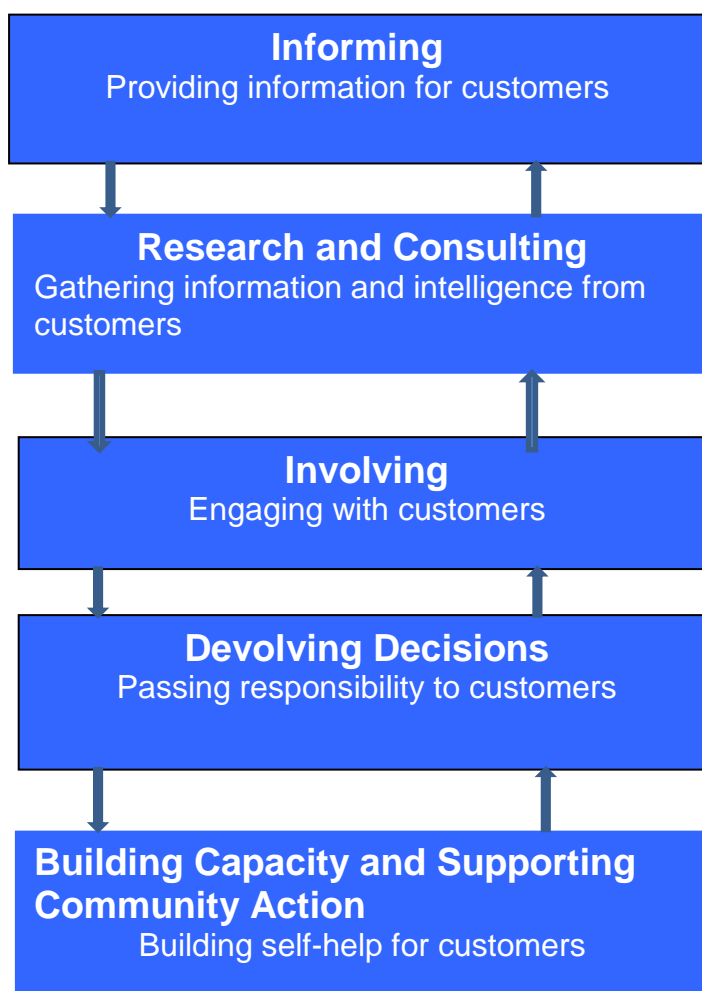 Informing
Providing information for customers
Research and Consulting
Gathering information and intelligence from
customers
Involving
Engaging with customers
Devolving Decisions
Passing responsibility to customers
Building Capacity and Supporting
Community Action
Building self-help for customers